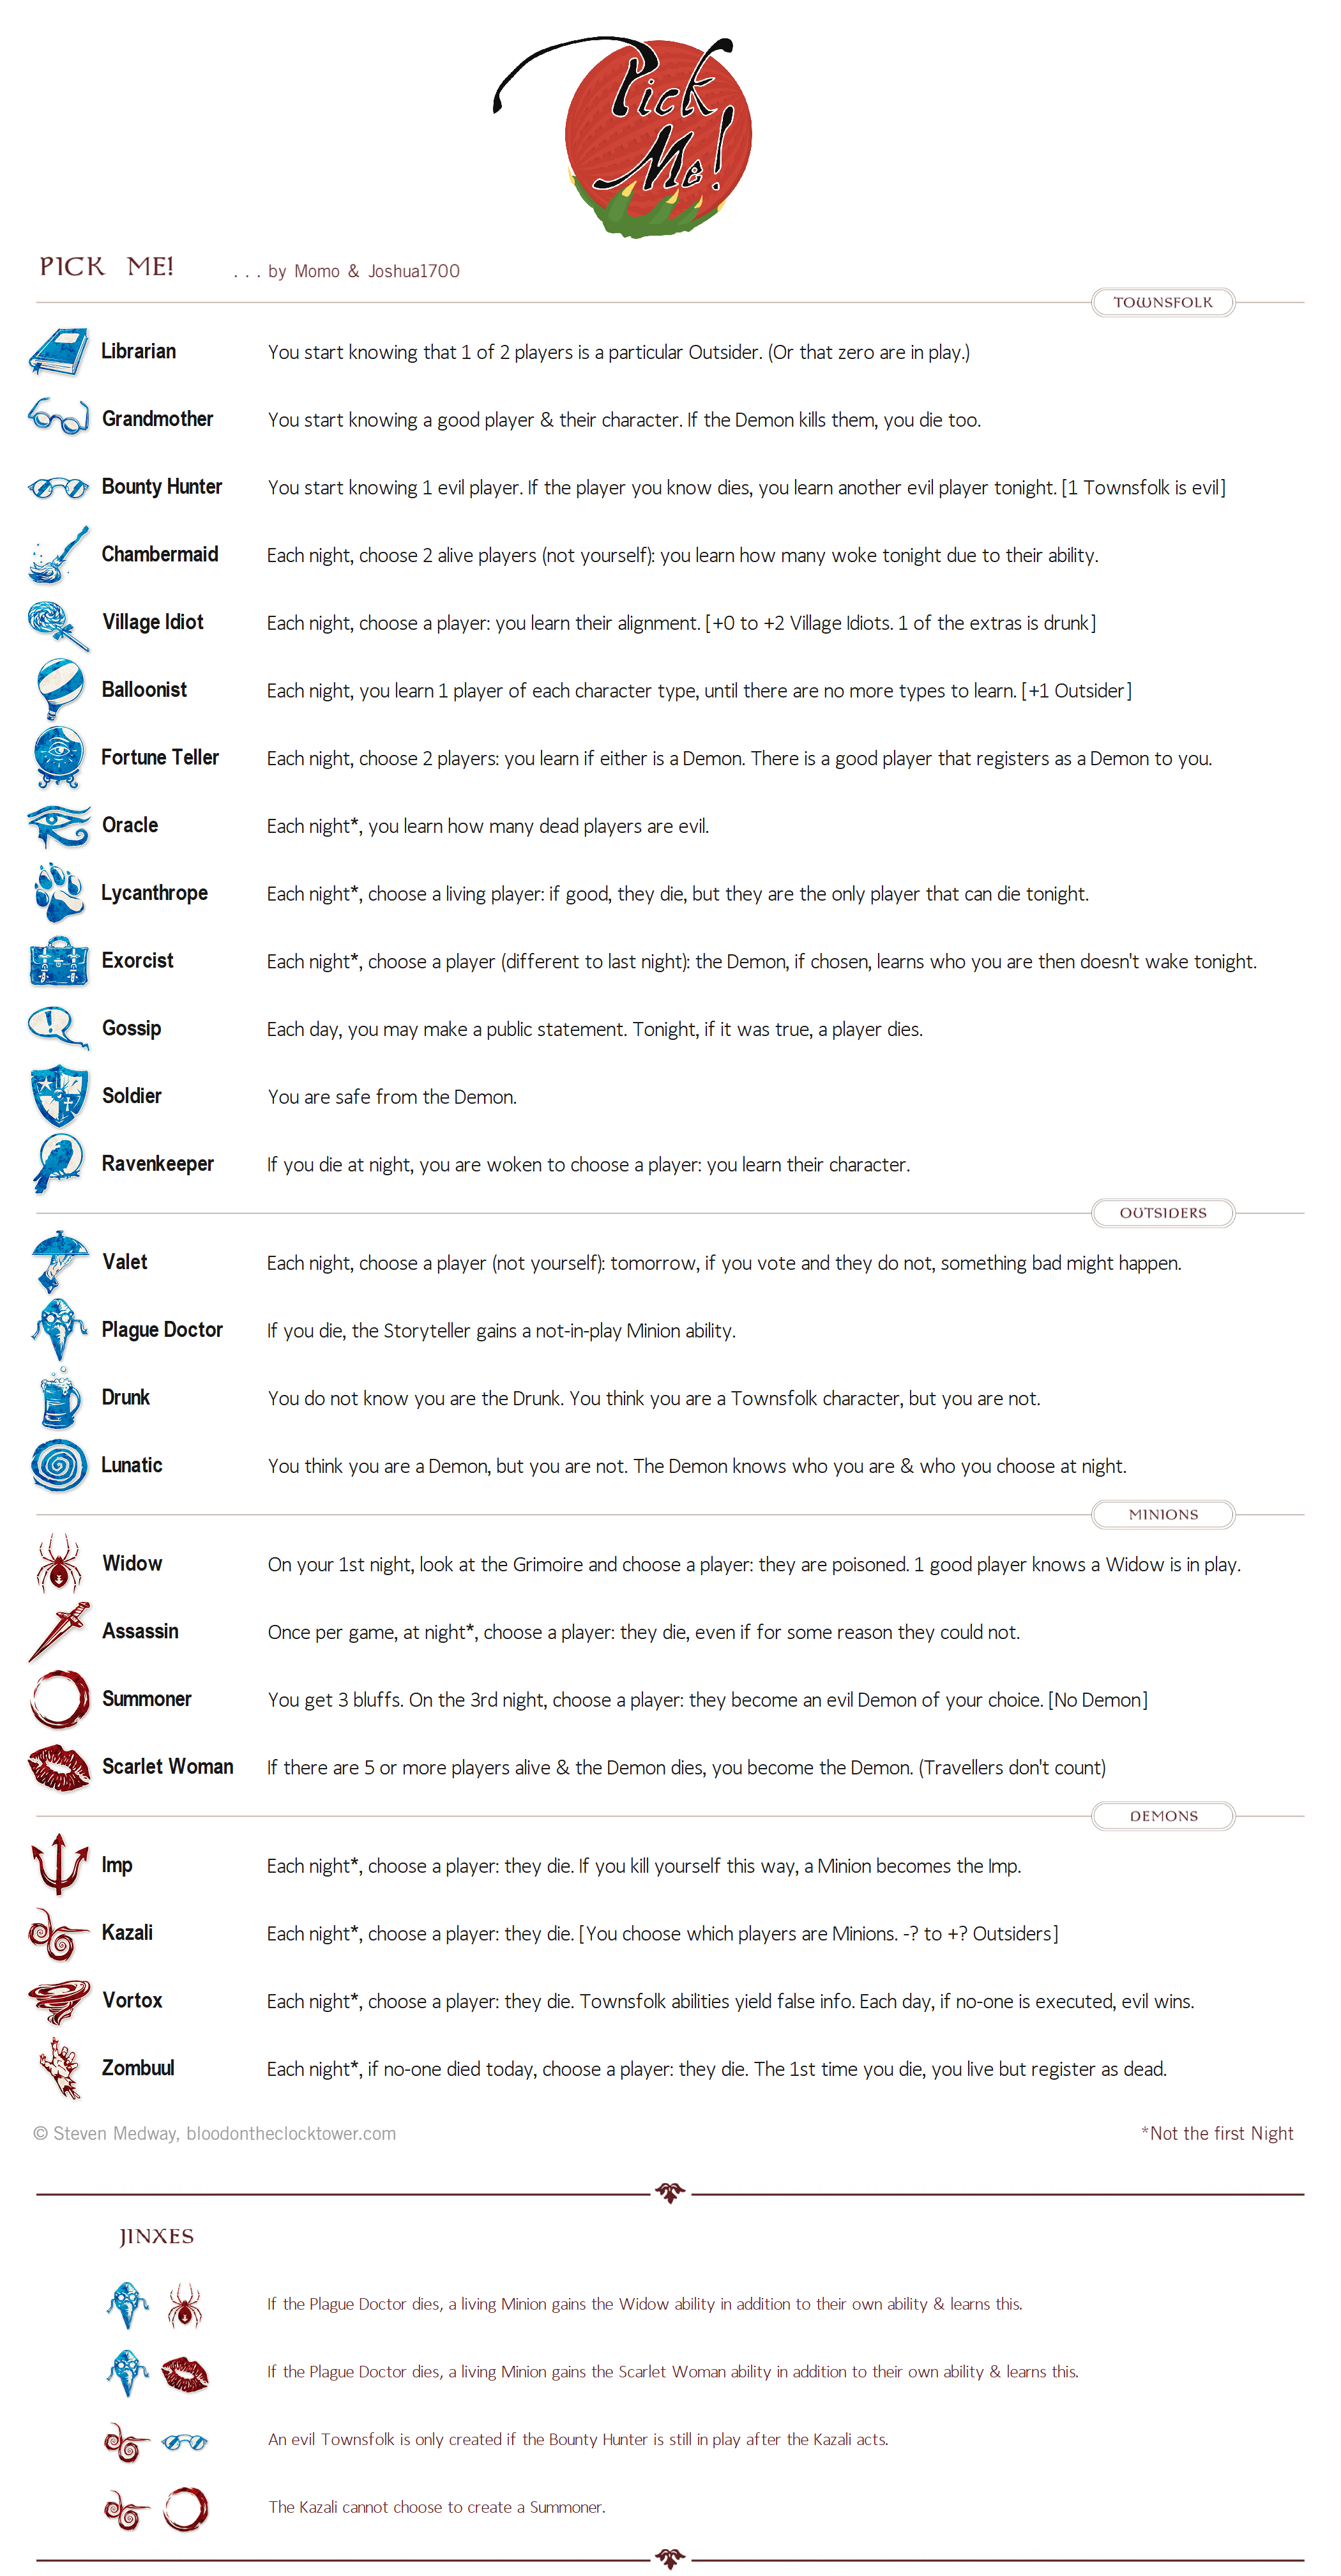 Pick
Me!
PICK ME! . . . by Momo & Joshua1700
TOWNSFOLK
Librarian You start knowing that 1 of 2 players is a particular Outsider. (Or that zero are in play.)
Grandmother You start knowing a good player & their character. If the Demon kills them, you die too.
Bounty Hunter You start knowing 1 evil player. If the player you know dies, you learn another evil player tonight. [1 Townsfolk is evil]
Chambermaid Each night, choose 2 alive players (not yourself): you learn how many woke tonight due to their ability.
Village Idiot Each night, choose a player: you learn their alignment. [+0 to +2 Village Idiots. 1 of the extras is drunk]
Balloonist Each night, you learn 1 player of each character type, until there are no more types to learn. [+1 Outsider]
Fortune Teller Each night, choose 2 players: you learn if either is a Demon. There is a good player that registers as a Demon to you.
Oracle Each night*, you learn how many dead players are evil.
Lycanthrope Each night*, choose a living player: if good, they die, but they are the only player that can die tonight.
Exorcist Each night*, choose a player (different to last night): the Demon, if chosen, learns who you are then doesn't wake tonight.
Gossip Each day, you may make a public statement. Tonight, if it was true, a player dies.
Soldier You are safe from the Demon.
Ravenkeeper If you die at night, you are woken to choose a player: you learn their character.
OUTSIDERS
Valet Each night, choose a player (not yourself): tomorrow, if you vote and they do not, something bad might happen.
Plague Doctor If you die, the Storyteller gains a not-in-play Minion ability.
Drunk You do not know you are the Drunk. You think you are a Townsfolk character, but you are not.
Lunatic You think you are a Demon, but you are not. The Demon knows who you are & who you choose at night.
MINIONS
Widow On your 1st night, look at the Grimoire and choose a player: they are poisoned. 1 good player knows a Widow is in play.
Assassin Once per game, at night*, choose a player: they die, even if for some reason they could not.
Summoner You get 3 bluffs. On the 3rd night, choose a player: they become an evil Demon of your choice. [No Demon]
Scarlet Woman If there are 5 or more players alive & the Demon dies, you become the Demon. (Travellers don't count)
DEMONS
Imp Each night*, choose a player: they die. If you kill yourself this way, a Minion becomes the Imp.
Kazali Each night*, choose a player: they die. [You choose which players are Minions. -? to +? Outsiders]
Vortox Each night*, choose a player: they die. Townsfolk abilities yield false info. Each day, if no-one is executed, evil wins.
Zombuul Each night*, if no-one died today, choose a player: they die. The 1st time you die, you live but register as dead.
© Steven Medway, bloodontheclocktower.com *Not the first Night
JINXES
If the Plague Doctor dies, a living Minion gains the Widow ability in addition to their own ability & learns this.
If the Plague Doctor dies, a living Minion gains the Scarlet Woman ability in addition to their own ability & learns this.
An evil Townsfolk is only created if the Bounty Hunter is still in play after the Kazali acts.
The Kazali cannot choose to create a Summoner.